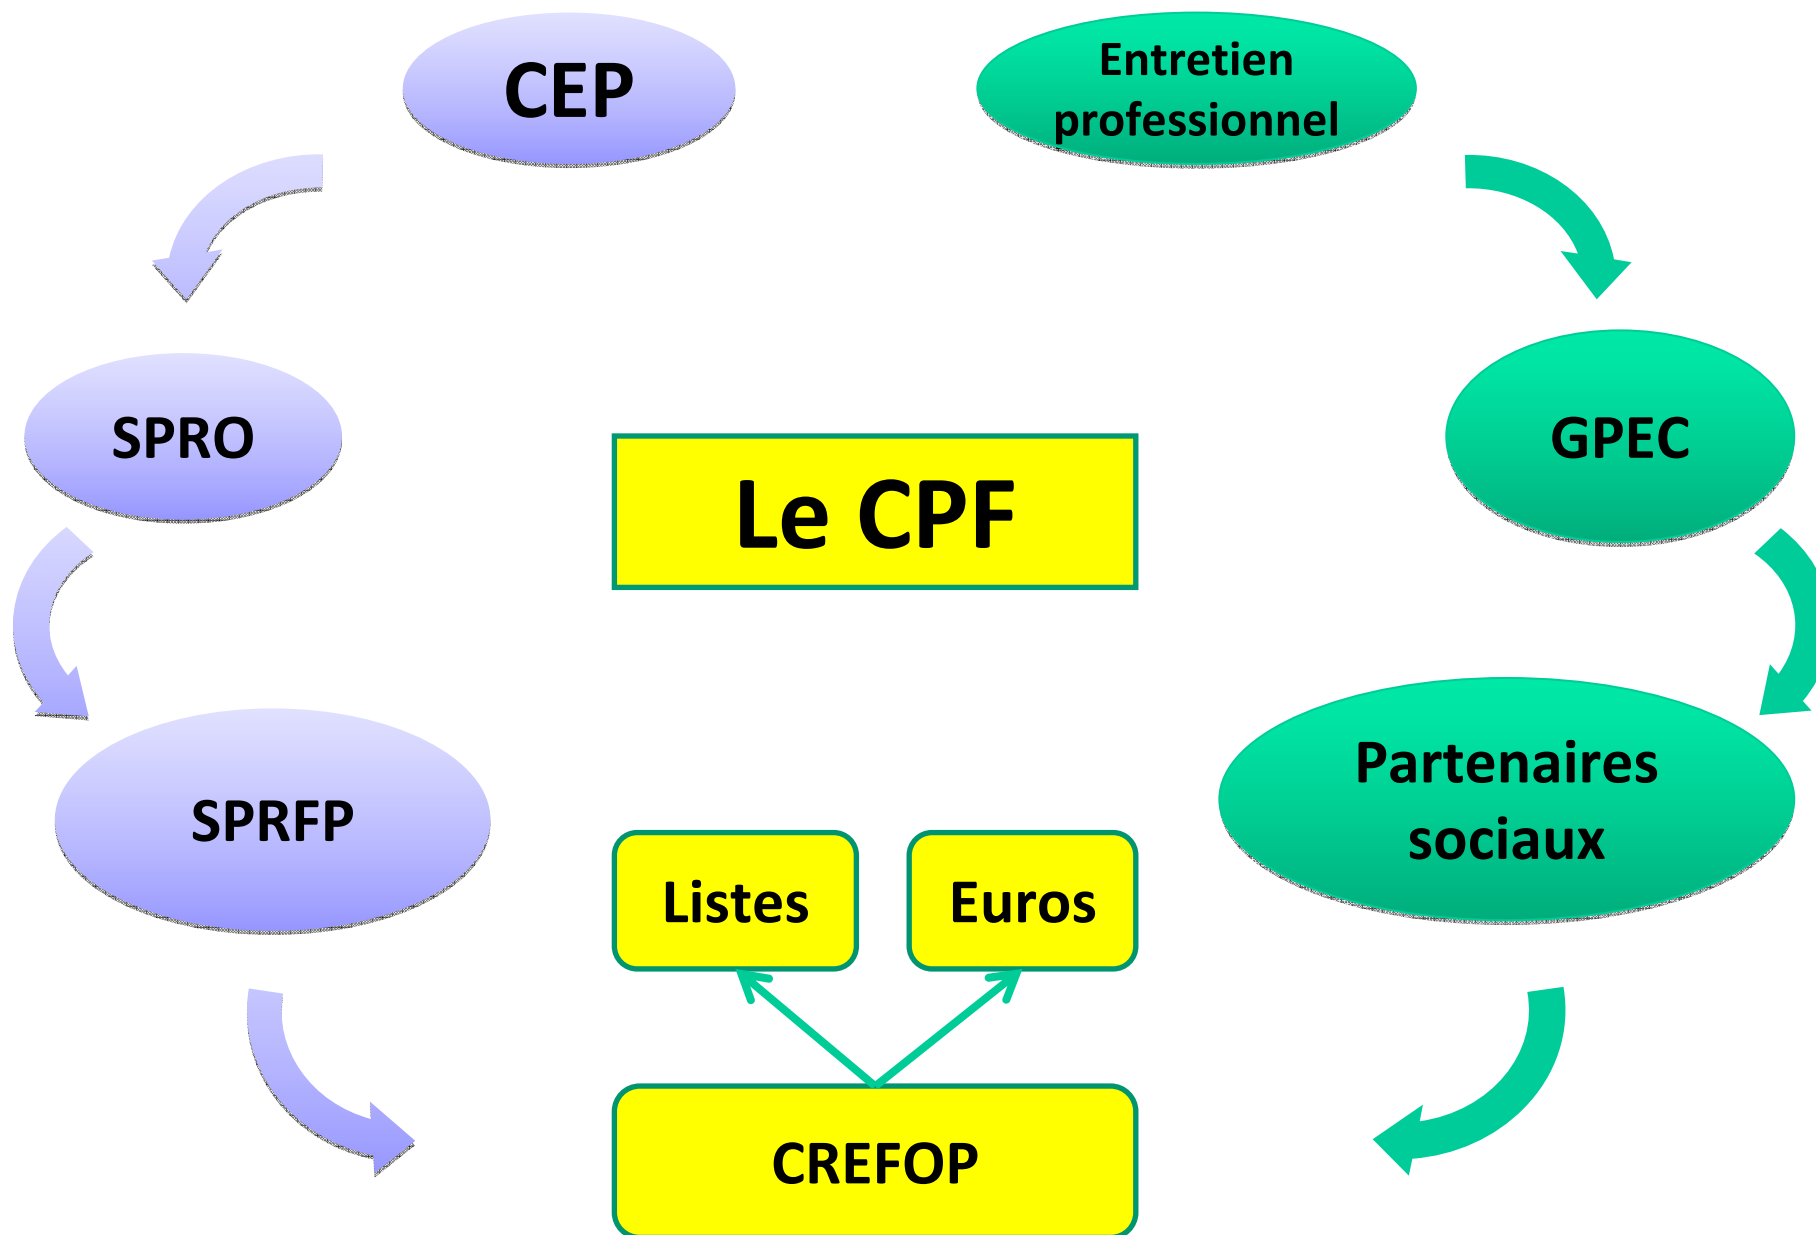 CEP
Entretien
professionnel
SPRO
GPEC
Le CPF
SPRFP
Partenaires
sociaux
Listes
Euros
CREFOP